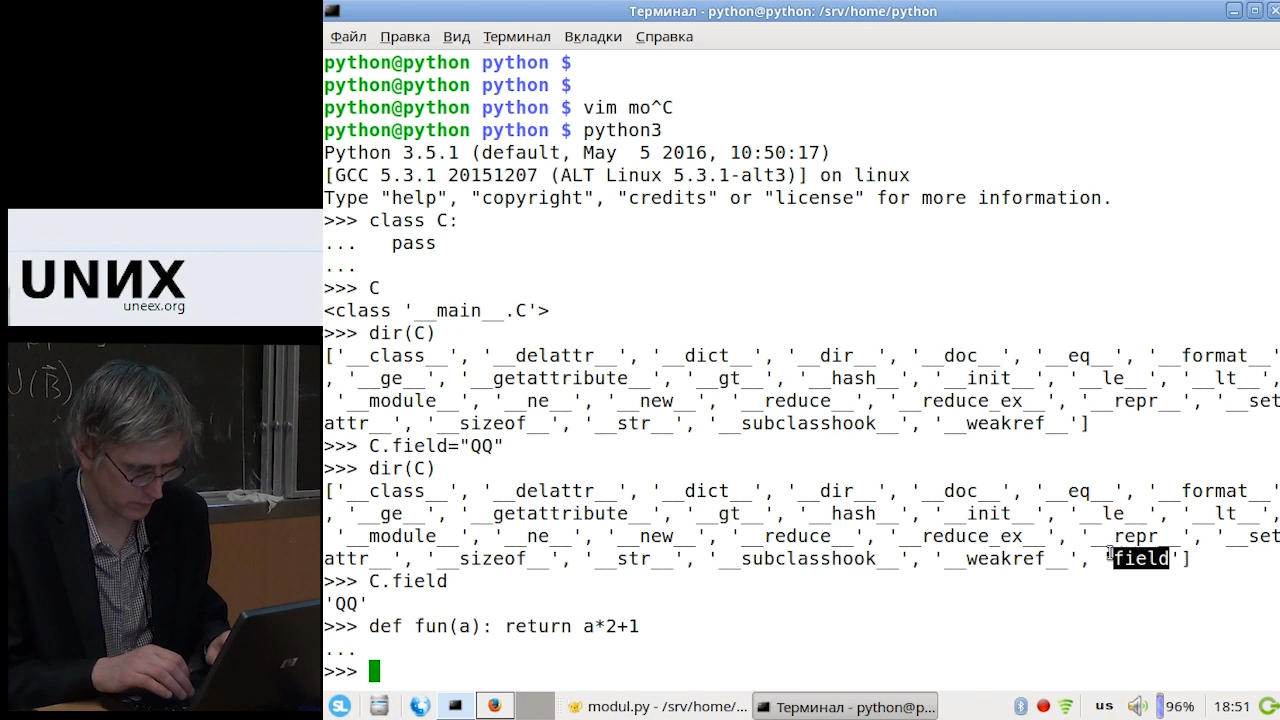 Терминал - python@python: /srv/home/python
Файл Правка Вид Терминал Вкладки Справка
python@python python $
python@python python $
python@python python $ vim mo^C
python@python python $ python3
Python 3.5.1 (default, May  5 2016, 10:50:17)
[GCC 5.3.1 20151207 (ALT Linux 5.3.1-alt3)] on linux
Type "help", "copyright", "credits" or "license" for more information.
>>> class C:
...   pass
...
>>> C
<class '__main__.C'>
>>> dir(C)
['__class__', '__delattr__', '__dict__', '__dir__', '__doc__', '__eq__', '__format__'
, '__ge__', '__getattribute__', '__gt__', '__hash__', '__init__', '__le__', '__lt__',
'__module__', '__ne__', '__new__', '__reduce__', '__reduce_ex__', '__repr__', '__set
attr__', '__sizeof__', '__str__', '__subclasshook__', '__weakref__']
>>> C.field="QQ"
>>> dir(C)
['__class__', '__delattr__', '__dict__', '__dir__', '__doc__', '__eq__', '__format__'
, '__ge__', '__getattribute__', '__gt__', '__hash__', '__init__', '__le__', '__lt__',
'__module__', '__ne__', '__new__', '__reduce__', '__reduce_ex__', '__repr__', '__set
attr__', '__sizeof__', '__str__', '__subclasshook__', '__weakref__', 'field']
>>> C.field
'QQ'
>>> def fun(a): return a*2+1
...
>>>
SL modul.py - /srv/home/... Терминал - python@p... us 96% 18:51
UNИX
uneex.org
U(B)